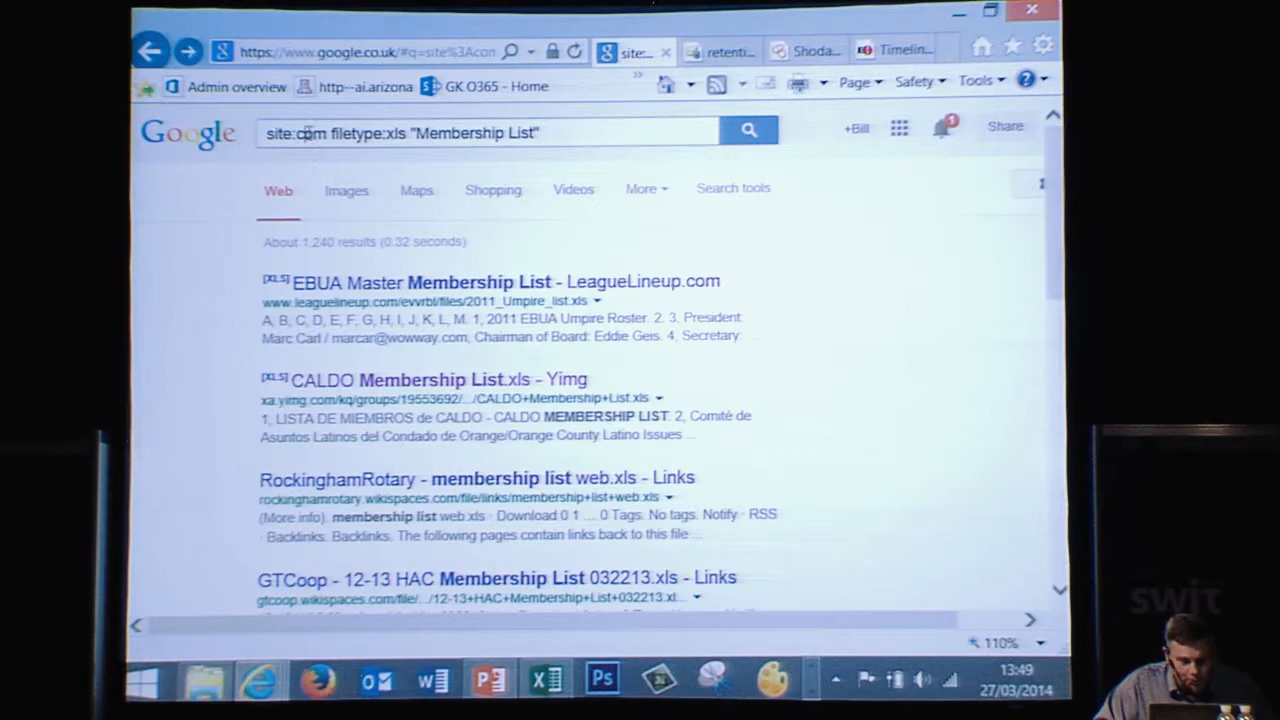 https://www.google.co.uk/#q=site%3Acon
site:...
retenti...
Shoda...
Timelin...
Admin overview
http--ai.arizona
GK O365 - Home
Page
Safety
Tools
Google
site:com filetype:xls "Membership List"
+Bill
1
Share
Web Images Maps Shopping Videos More Search tools
About 1,240 results (0.32 seconds)
[XLS] EBUA Master Membership List - LeagueLineup.com
www.leaguelineup.com/evvrbl/files/2011_Umpire_list.xls
A, B, C, D, E, F, G, H, I, J, K, L, M. 1, 2011 EBUA Umpire Roster. 2, 3, President:
Marc Carl / marcar@wowway.com, Chairman of Board: Eddie Geis. 4, Secretary:
[XLS] CALDO Membership List.xls - Yimg
xa.yimg.com/kq/groups/19553692/.../CALDO+Membership+List.xls
1, LISTA DE MIEMBROS de CALDO - CALDO MEMBERSHIP LIST. 2, Comité de
Asuntos Latinos del Condado de Orange/Orange County Latino Issues ...
RockinghamRotary - membership list web.xls - Links
rockinghamrotary.wikispaces.com/file/links/membership+list+web.xls
(More info). membership list web.xls · Download 0 1 ... 0 Tags. No tags. Notify · RSS
· Backlinks. Backlinks. The following pages contain links back to this file ...
GTCoop - 12-13 HAC Membership List 032213.xls - Links
gtcoop.wikispaces.com/file/.../12-13+HAC+Membership+List+032213.xl...
110%
13:49
27/03/2014
swit